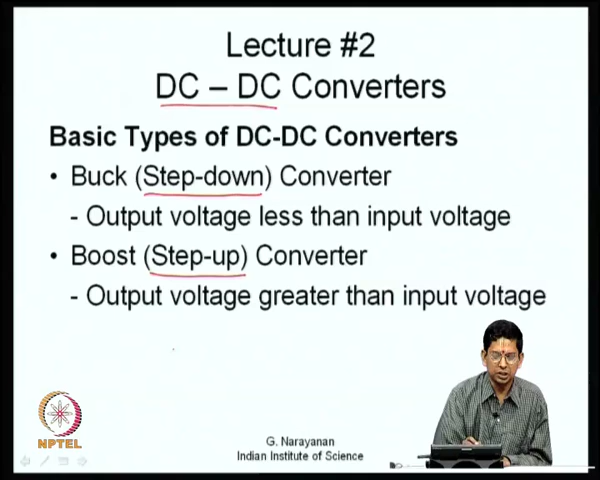 Lecture #2
DC – DC Converters
Basic Types of DC-DC Converters
• Buck (Step-down) Converter
- Output voltage less than input voltage
• Boost (Step-up) Converter
- Output voltage greater than input voltage
NPTEL
G. Narayanan
Indian Institute of Science